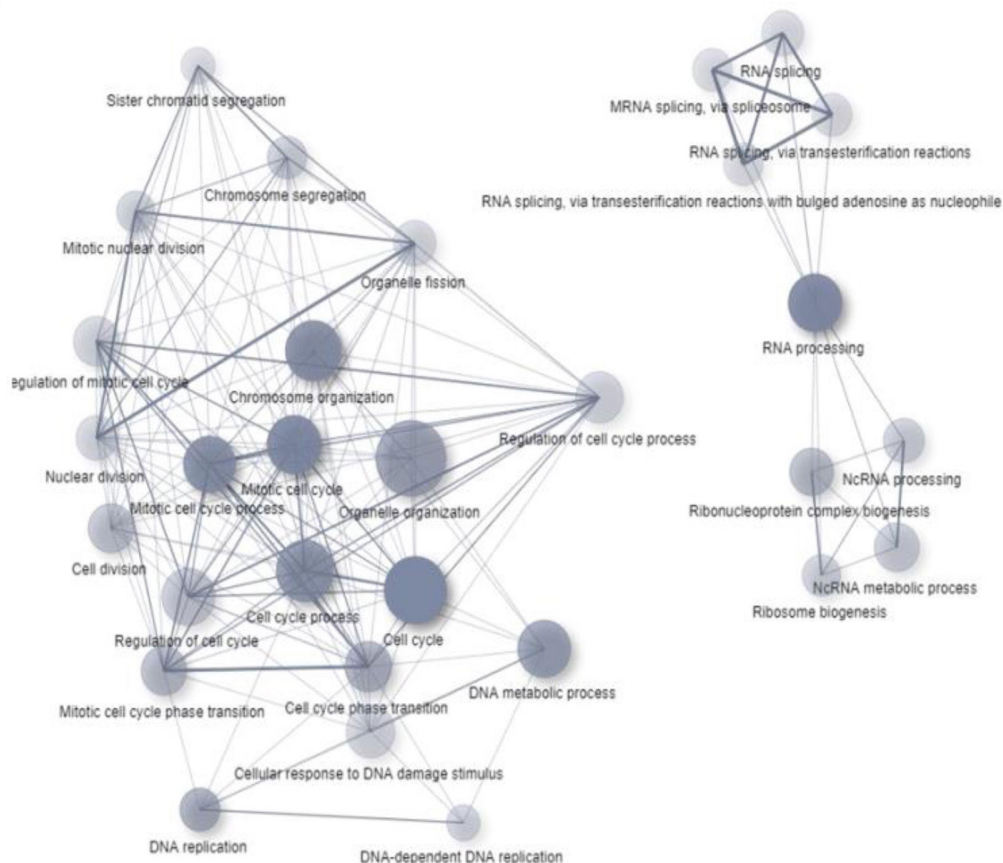 RNA splicing
Sister chromatid segregation
MRNA splicing, via spliceosome
RNA splicing, via transesterification reactions
Chromosome segregation
RNA splicing, via transesterification reactions with bulged adenosine as nucleophile
Mitotic nuclear division
Organelle fission
RNA processing
egulation of mitotic cell cycle
Chromosome organization
Regulation of cell cycle process
Nuclear division
Mitotic cell cycle
NcRNA processing
Mitotic cell cycle process
Organelle organization
Ribonucleoprotein complex biogenesis
Cell division
NcRNA metabolic process
Ribosome biogenesis
Cell cycle process
Regulation of cell cycle
Cell cycle
DNA metabolic process
Mitotic cell cycle phase transition
Cell cycle phase transition
Cellular response to DNA damage stimulus
DNA replication
DNA-dependent DNA replication